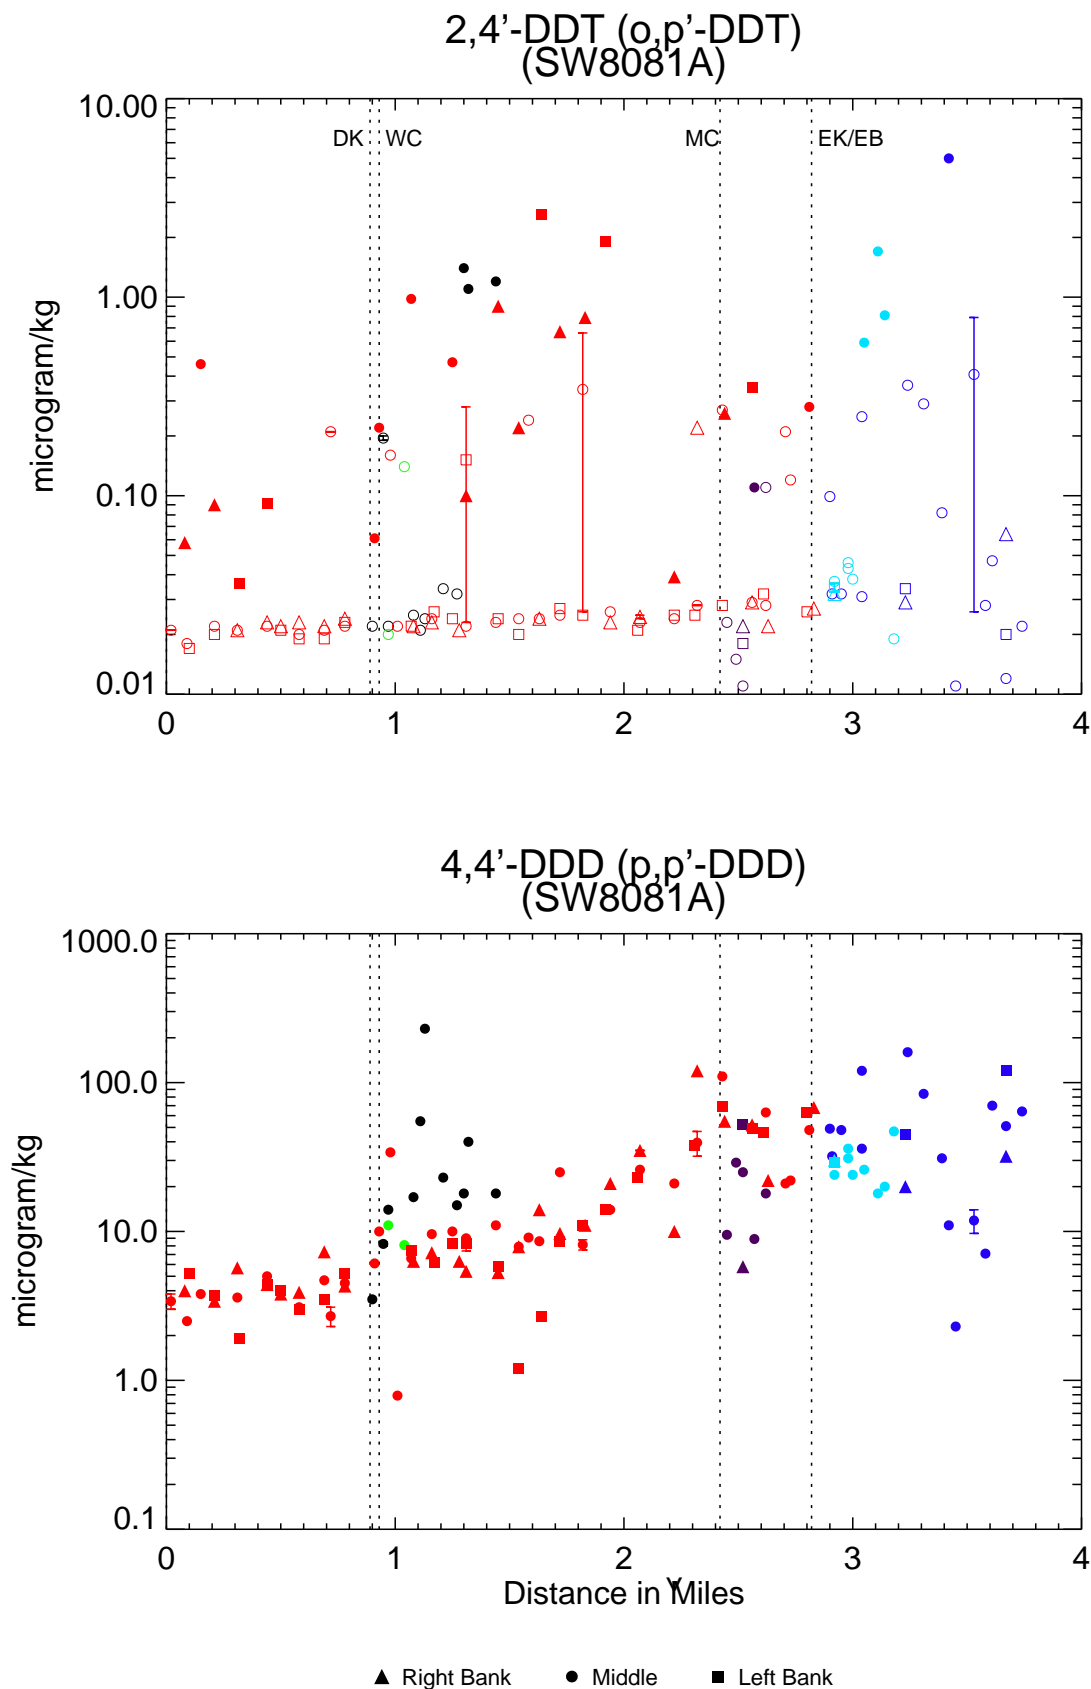 2,4'-DDT (o,p'-DDT)
(SW8081A)
10.00
DK WC MC EK/EB
1.00
microgram/kg
0.10
0.01
0 1 2 3 4
4,4'-DDD (p,p'-DDD)
(SW8081A)
1000.0
100.0
microgram/kg
10.0
1.0
0.1
0 1 2 3 4
Distance in Miles
Right Bank Middle Left Bank